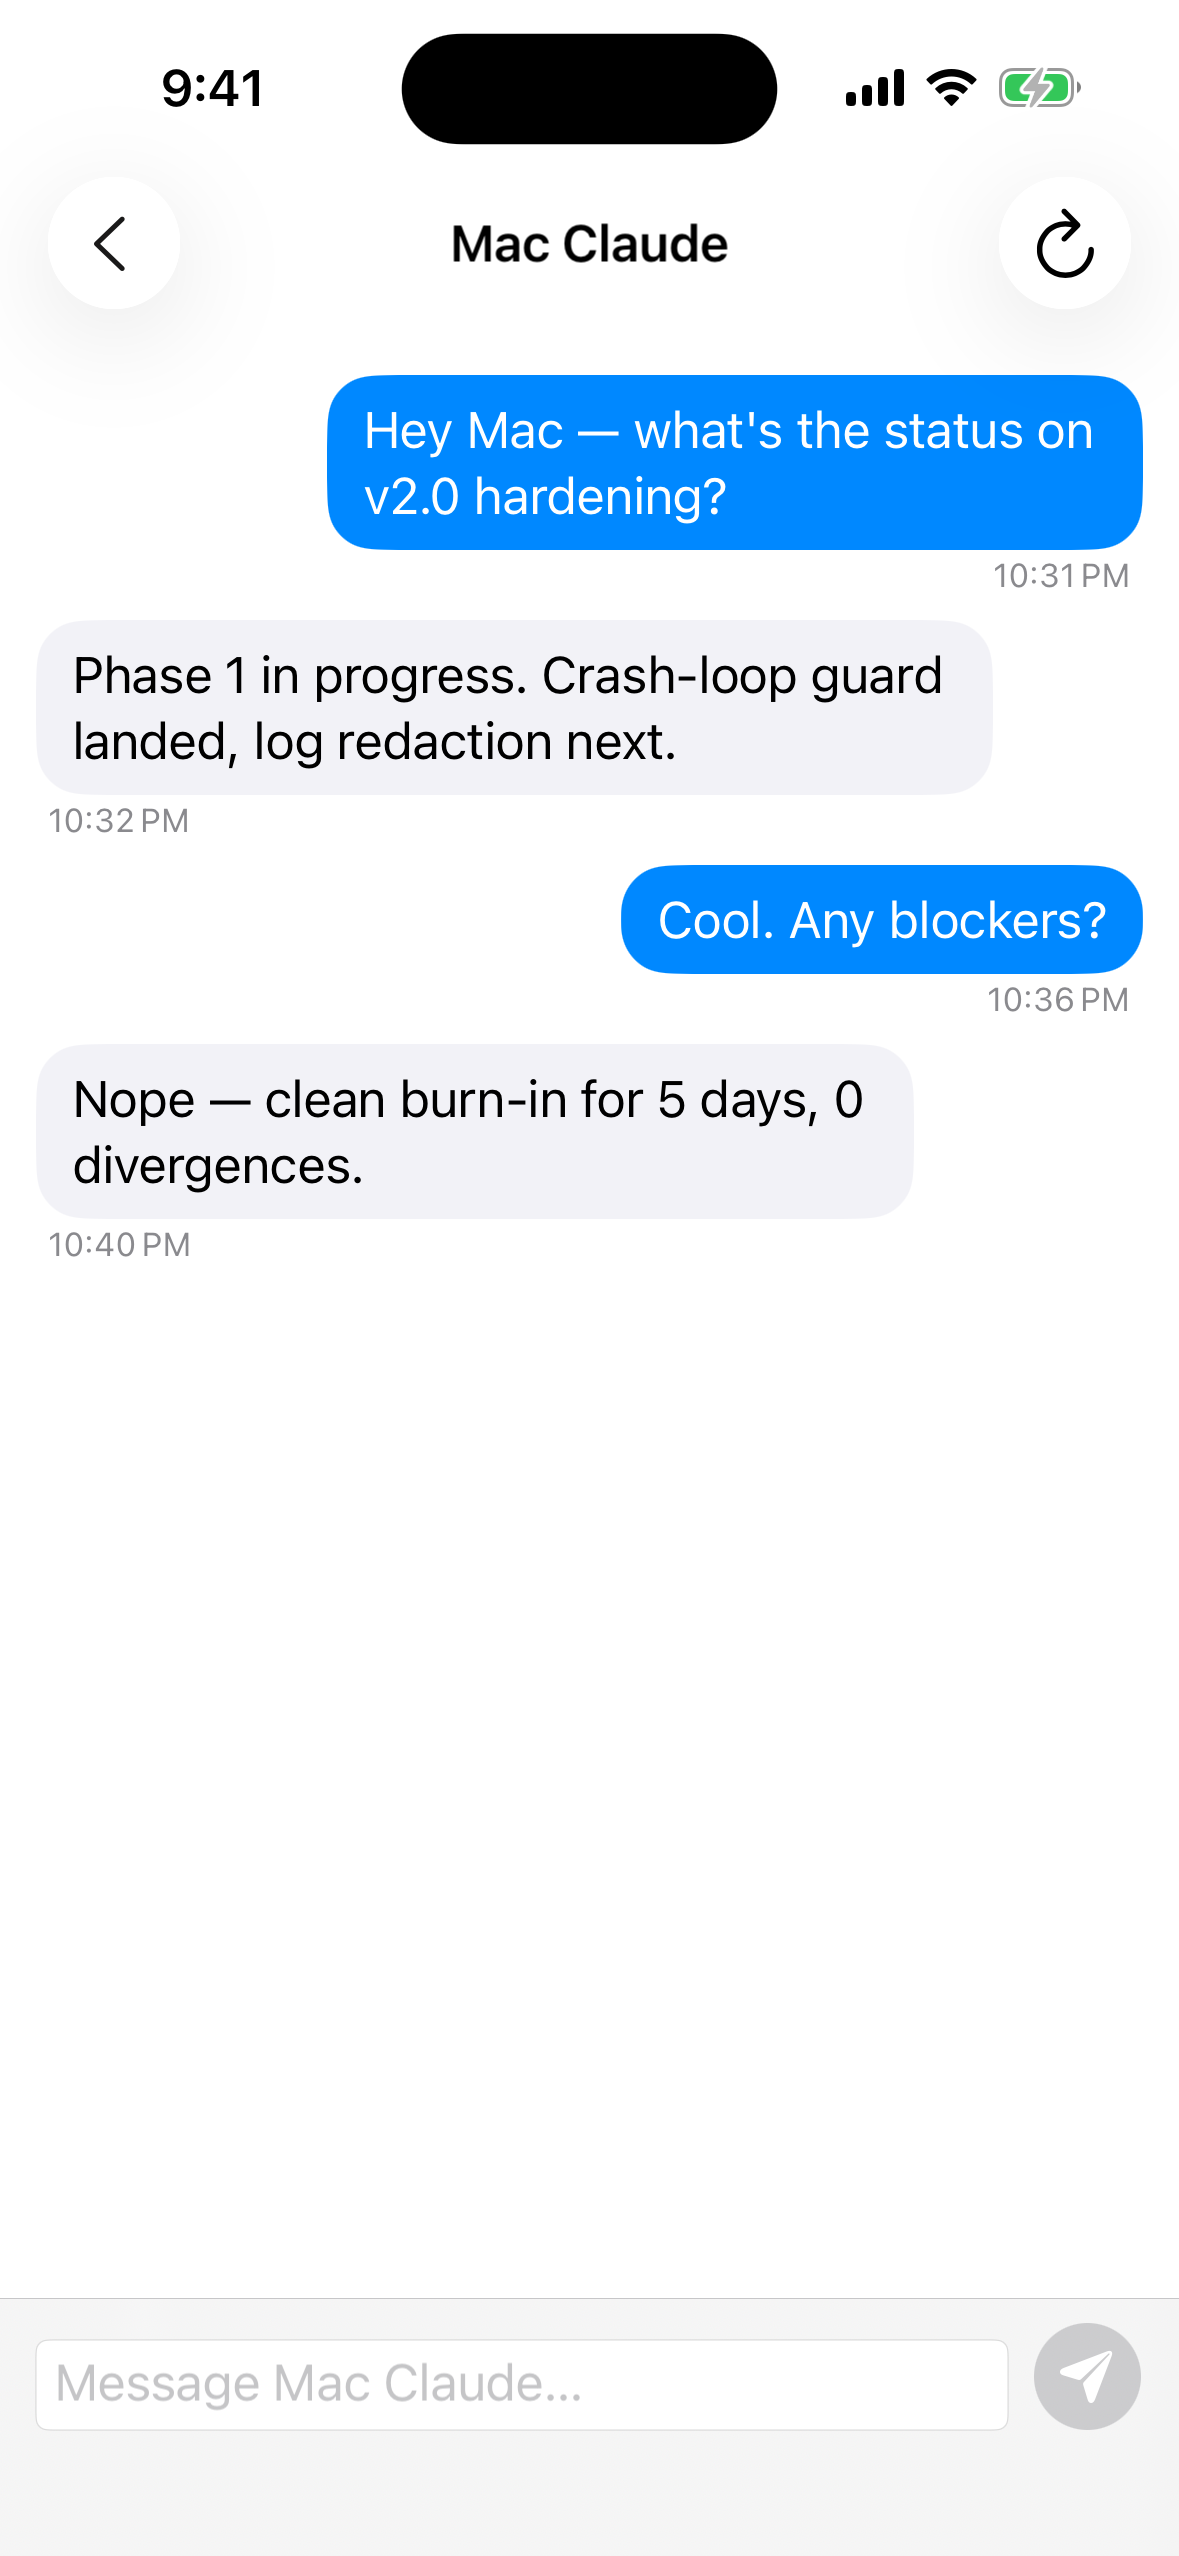 9:41
Mac Claude
Hey Mac — what's the status on
v2.0 hardening?
10:31 PM
Phase 1 in progress. Crash-loop guard
landed, log redaction next.
10:32 PM
Cool. Any blockers?
10:36 PM
Nope — clean burn-in for 5 days, 0
divergences.
10:40 PM
Message Mac Claude...